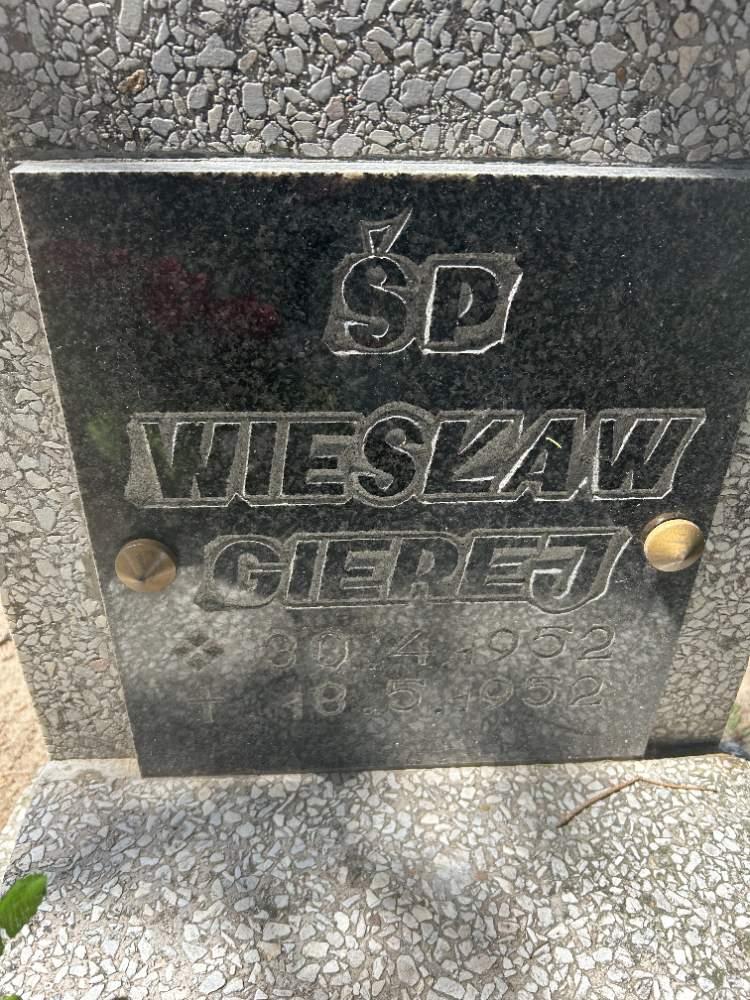 ŚP
WIESŁAW
GIEREJ
30.4.1952
18.5.1952